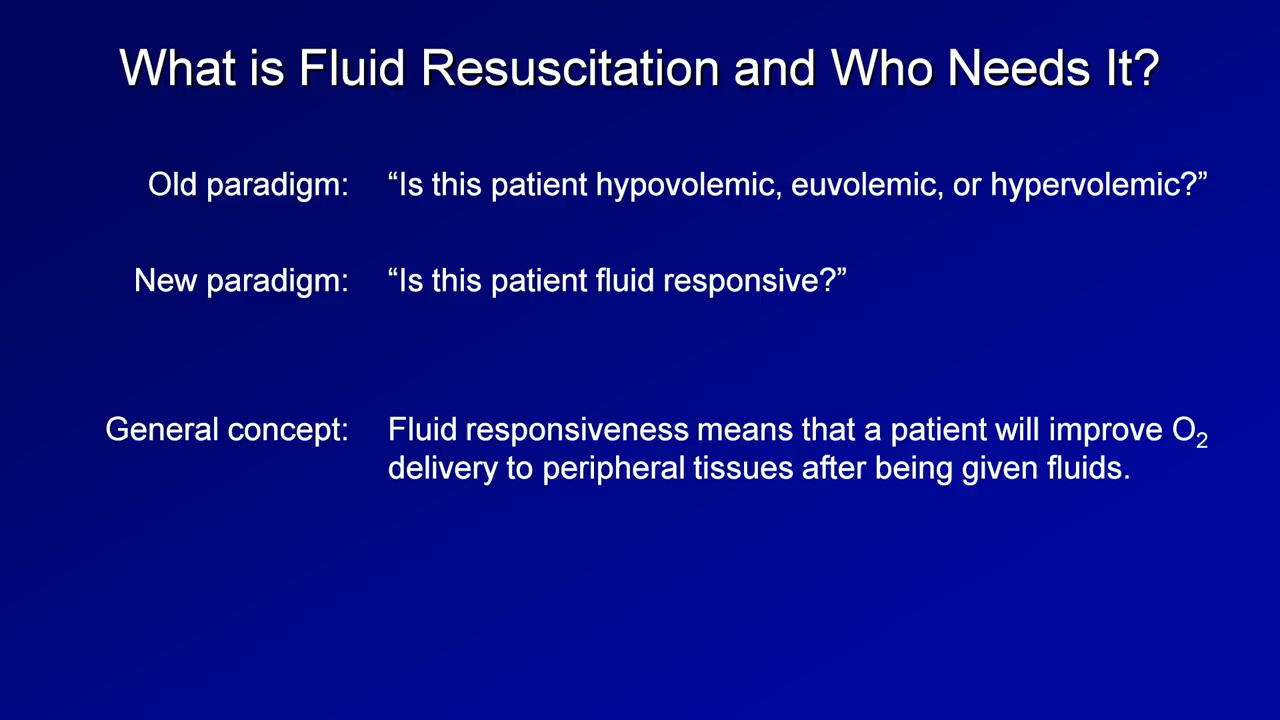 What is Fluid Resuscitation and Who Needs It?
Old paradigm: “Is this patient hypovolemic, euvolemic, or hypervolemic?”
New paradigm: “Is this patient fluid responsive?”
General concept: Fluid responsiveness means that a patient will improve O₂
delivery to peripheral tissues after being given fluids.